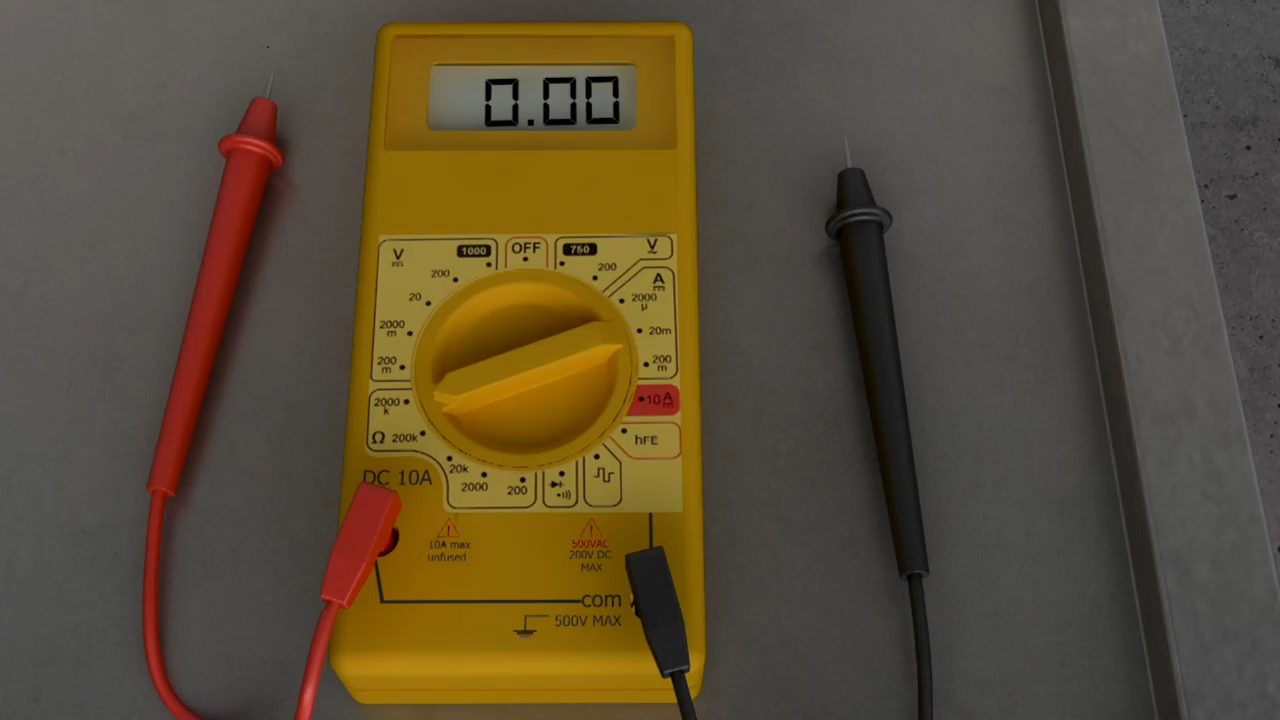 0.00
V 1000 OFF 750 V
200 200 A
20 2000
µ
2000
m 20m
200
m 200
m
2000
k 10A
Ω 200k hFE
20k
2000 200
DC 10A
10A max
unfused
500VAC
200V DC
MAX
com
500V MAX